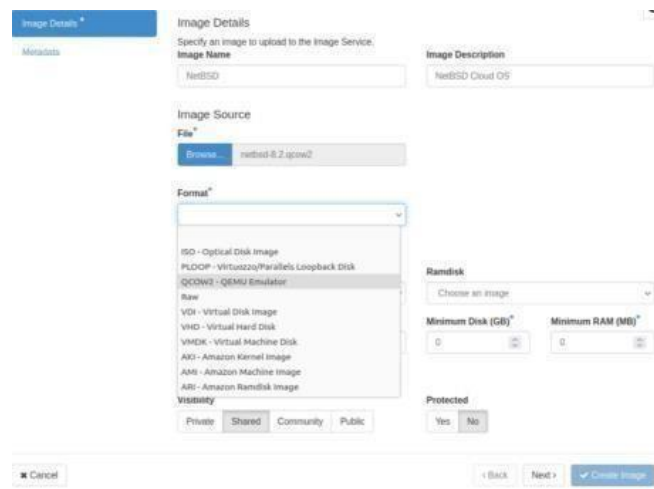 Image Details *
Metadata
Image Details
Specify an image to upload to the Image Service.
Image Name
NetBSD
Image Description
NetBSD Cloud OS
Image Source
File*
Browse...
netbsd-8.2.qcow2
Format*
ISO - Optical Disk Image
PLOOP - Virtuozzo/Parallels Loopback Disk
QCOW2 - QEMU Emulator
Raw
VDI - Virtual Disk Image
VHD - Virtual Hard Disk
VMDK - Virtual Machine Disk
AKI - Amazon Kernel Image
AMI - Amazon Machine Image
ARI - Amazon Ramdisk Image
Ramdisk
Choose an image
Minimum Disk (GB)*
Minimum RAM (MB)*
0
0
Visibility
Private Shared Community Public
Protected
Yes No
✖ Cancel
‹ Back
Next ›
✔ Create Image